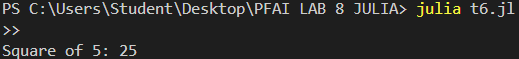 PS C:\Users\Student\Desktop\PFAI LAB 8 JULIA> julia t6.jl
>>
Square of 5: 25